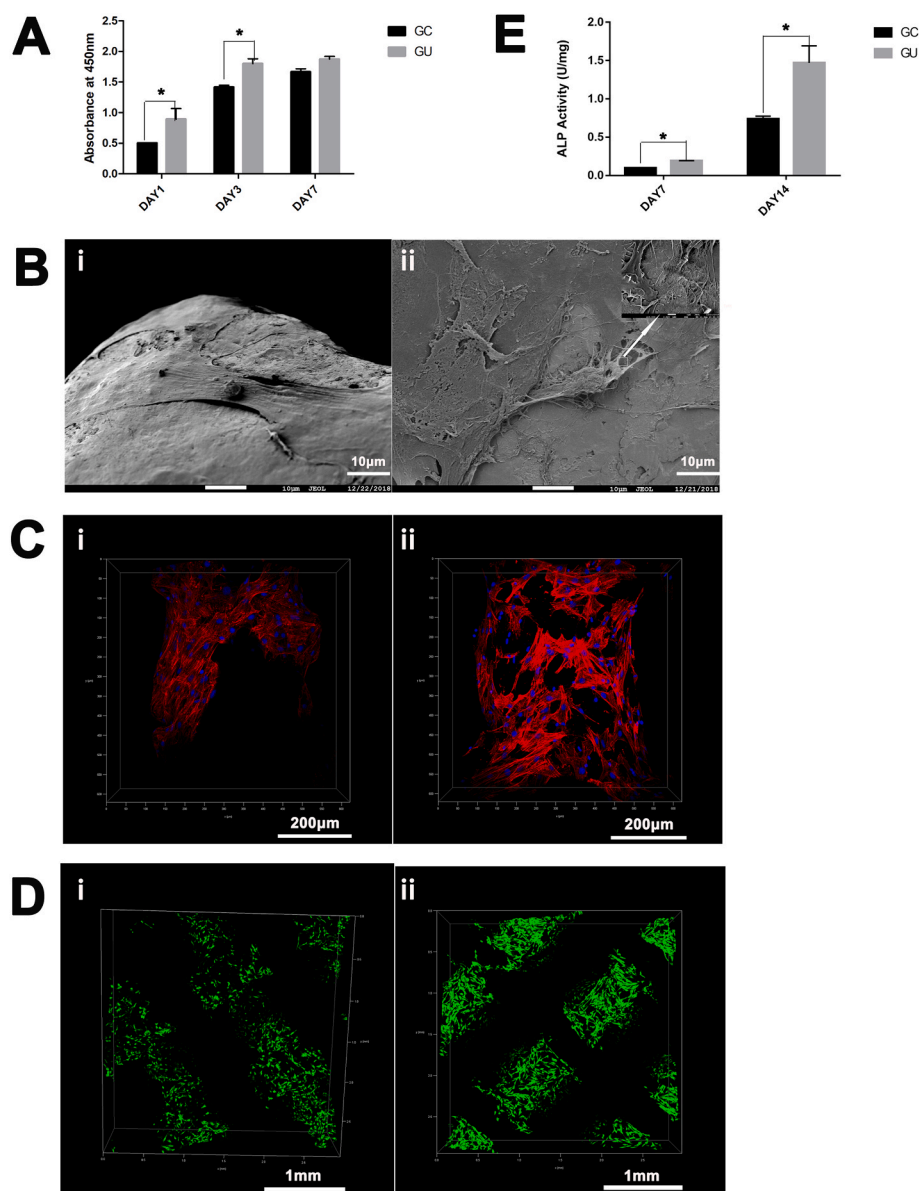 A
Absorbance at 450nm
2.5
2.0
1.5
1.0
0.5
0.0
*
*
DAY1
DAY3
DAY7
GC
GU
E
ALP Activity (U/mg)
2.0
1.5
1.0
0.5
0.0
*
*
DAY7
DAY14
GC
GU
B
i
10µm
10µm JEOL 12/22/2018
ii
10µm
10µm JEOL 12/21/2018
C
i
200µm
ii
200µm
D
i
1mm
ii
1mm